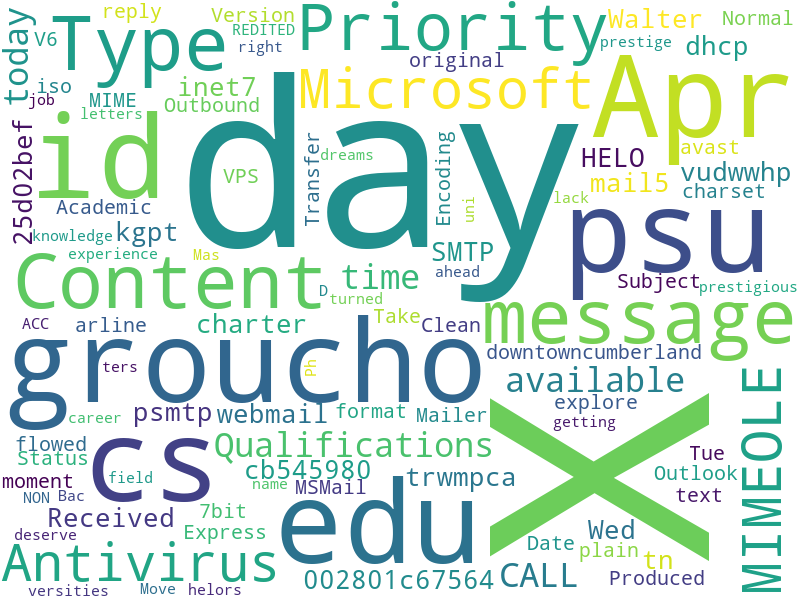 reply
Version
Priority
Walter
Normal
today
V6
Type
REDITED
right
original
prestige
dhcp
iso
job
MIME
letters
inet7
Outbound
Microsoft
Apr
id
day
HELO
avast
25d02bef
VPS
Transfer
dreams
Encoding
uni
lack
mail5
vudwwhp
charset
Academic
knowledge
kgpt
experience
Mas
SMTP
ahead
psu
Subject
prestigious
Content
time
D
turned
message
ACC
arline
charter
Take
Clean
groucho
ters
Ph
downtowncumberland
available
career
psmtp
webmail
format
Mailer
explore
getting
X
MIMEOLE
flowed
Status
cs
Qualifications
moment
field
cb545980
trwmpca
Tue
Outlook
text
NON
Bac
name
MSMail
edu
Received
7bit
Express
deserve
Wed
Date
plain
tn
Antivirus
002801c67564
CALL
Produced
versities
Move
helors